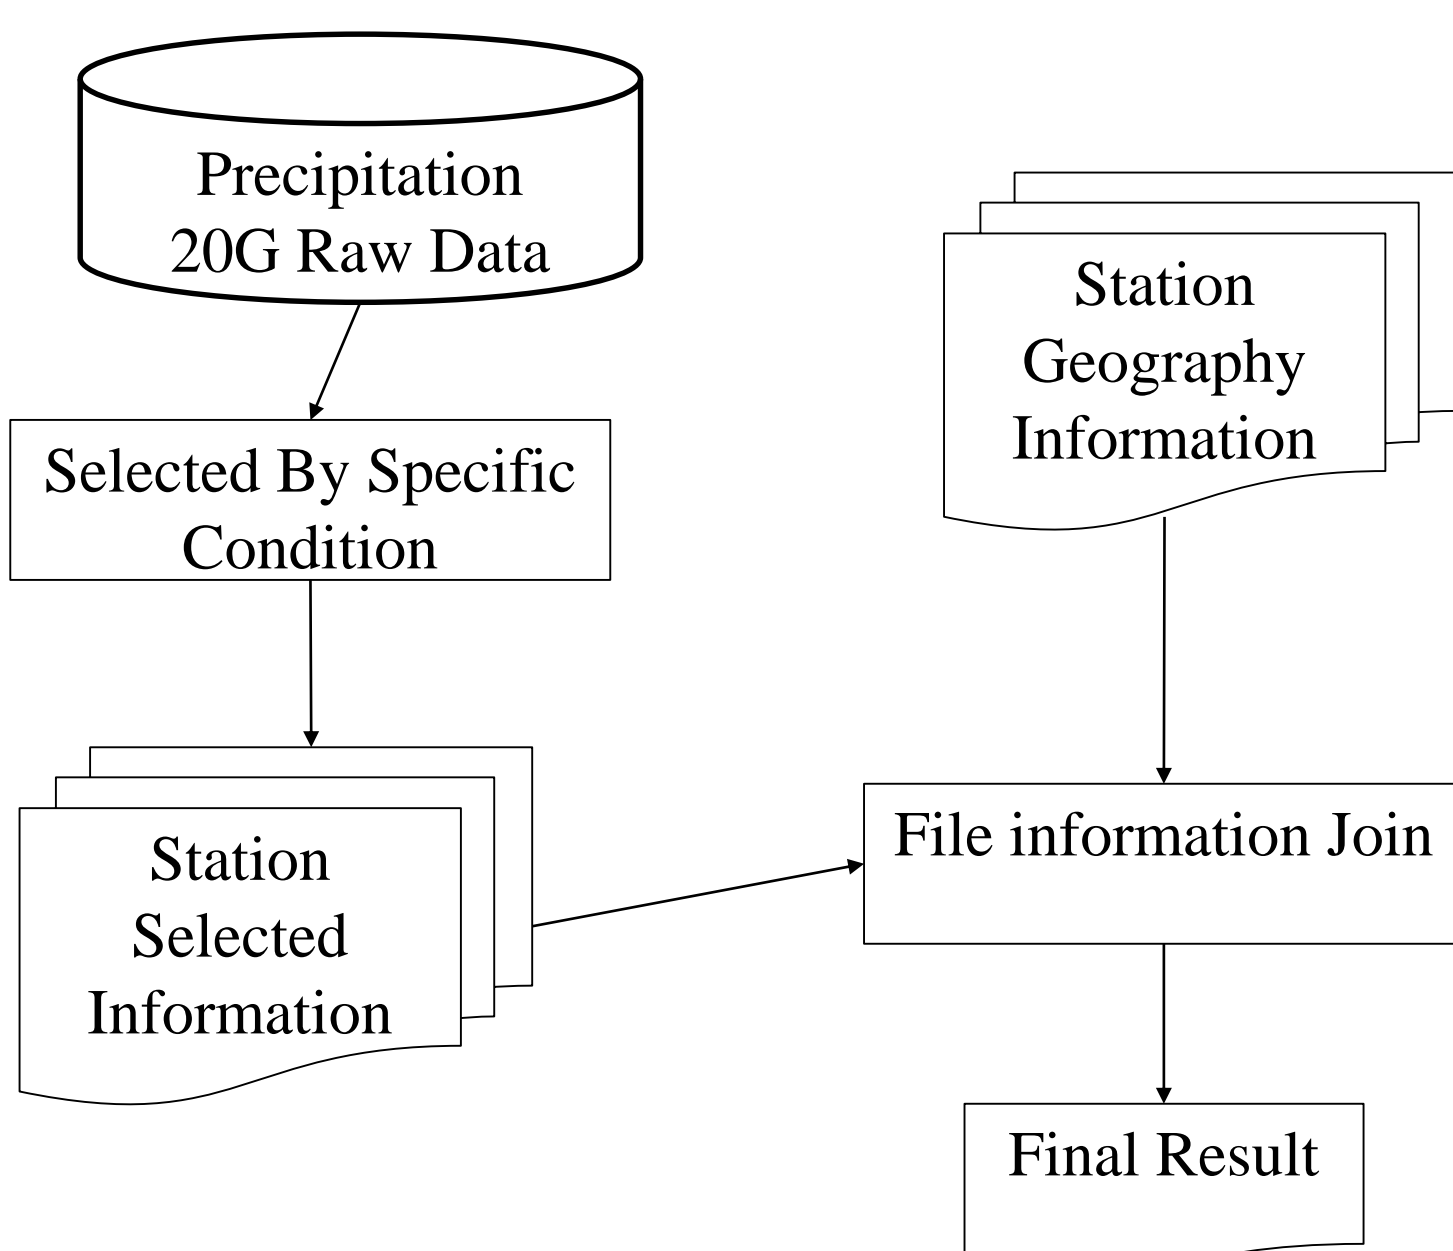 Precipitation
20G Raw Data
Selected By Specific
Condition
Station
Selected
Information
Station
Geography
Information
File information Join
Final Result